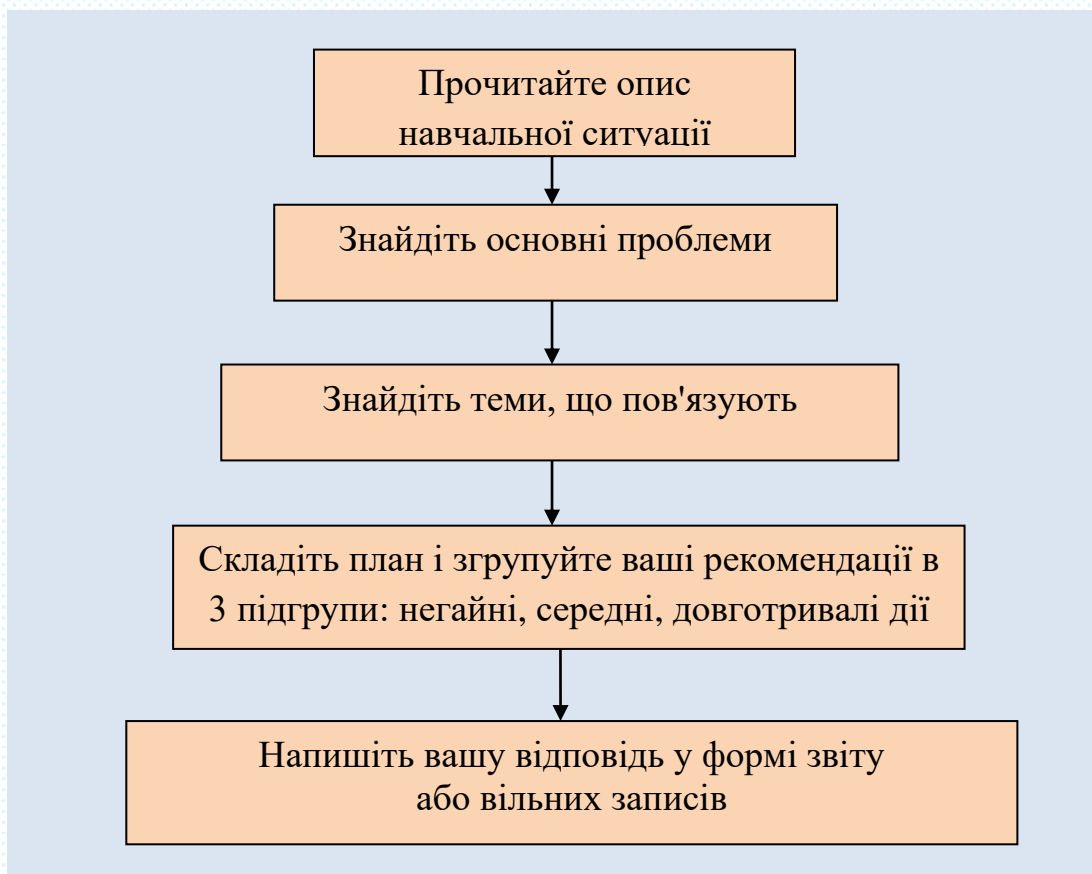 Прочитайте опис
навчальної ситуації
Знайдіть основні проблеми
Знайдіть теми, що пов'язують
Складіть план і згрупуйте ваші рекомендації в
3 підгрупи: негайні, середні, довготривалі дії
Напишіть вашу відповідь у формі звіту
або вільних записів